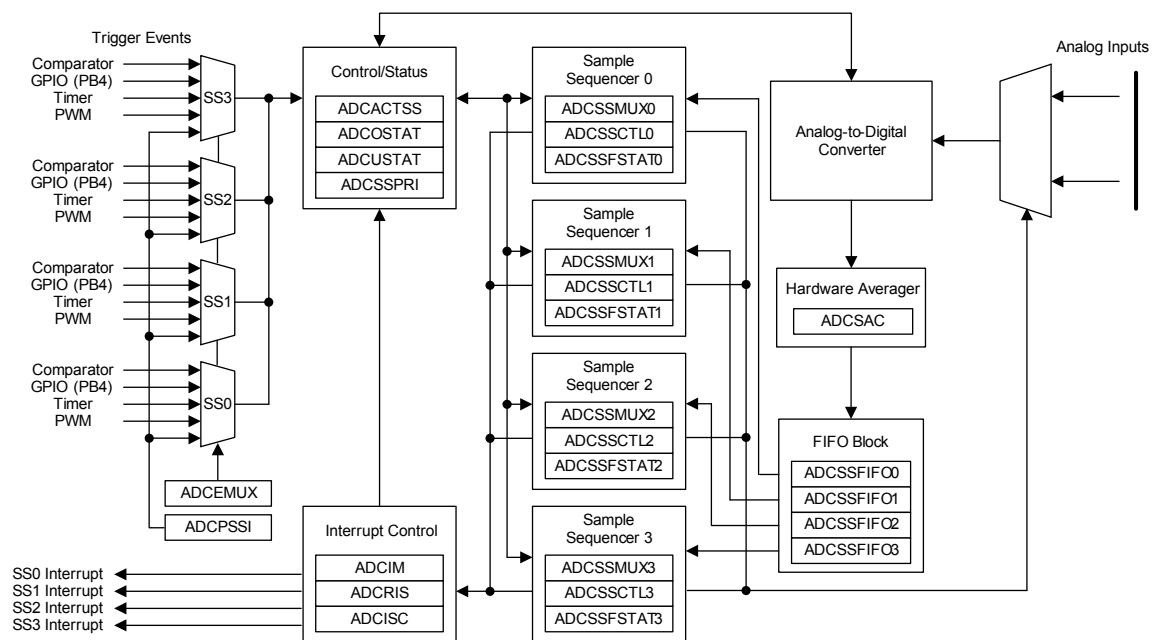 Trigger Events
Comparator
GPIO (PB4)
Timer
PWM
SS3
Comparator
GPIO (PB4)
Timer
PWM
SS2
Comparator
GPIO (PB4)
Timer
PWM
SS1
Comparator
GPIO (PB4)
Timer
PWM
SS0
ADCEMUX
ADCPSSI
Control/Status
ADCACTSS
ADCOSTAT
ADCUSTAT
ADCSSPRI
Interrupt Control
ADCIM
ADCRIS
ADCISC
SS0 Interrupt
SS1 Interrupt
SS2 Interrupt
SS3 Interrupt
Sample
Sequencer 0
ADCSSMUX0
ADCSSCTL0
ADCSSFSTAT0
Sample
Sequencer 1
ADCSSMUX1
ADCSSCTL1
ADCSSFSTAT1
Sample
Sequencer 2
ADCSSMUX2
ADCSSCTL2
ADCSSFSTAT2
Sample
Sequencer 3
ADCSSMUX3
ADCSSCTL3
ADCSSFSTAT3
Analog-to-Digital
Converter
Hardware Averager
ADCSAC
FIFO Block
ADCSSFIFO0
ADCSSFIFO1
ADCSSFIFO2
ADCSSFIFO3
Analog Inputs